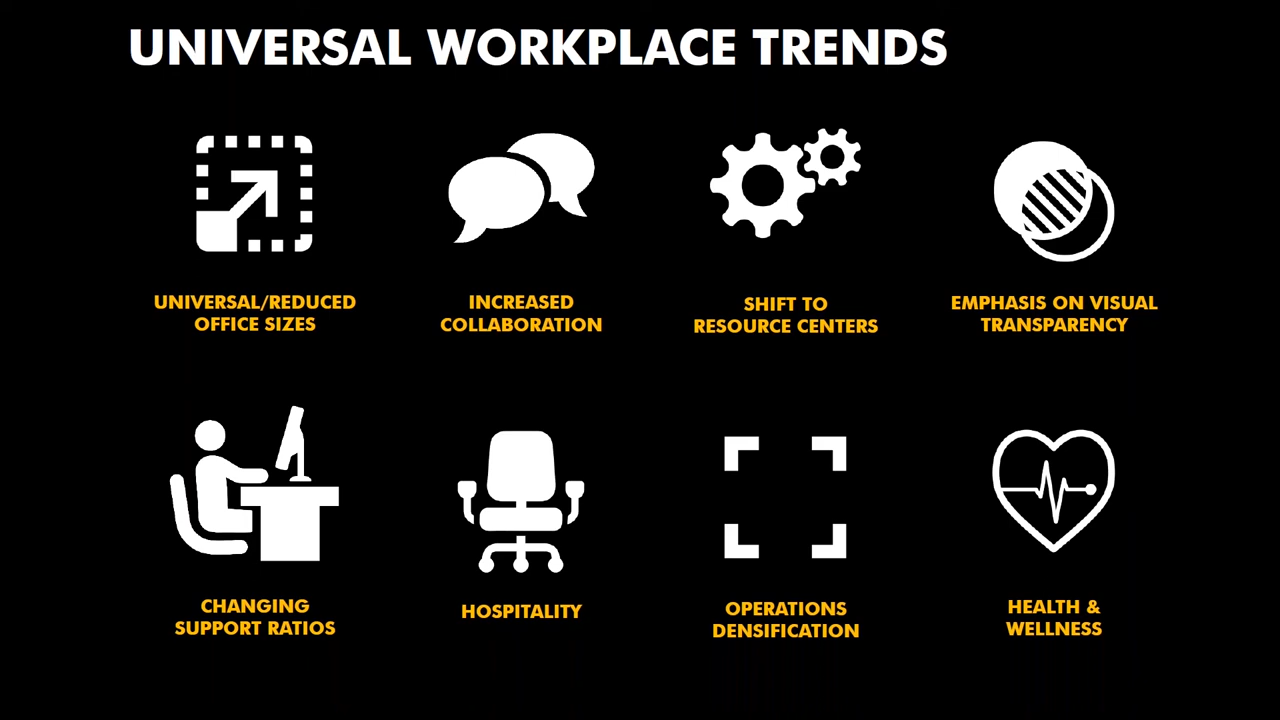 UNIVERSAL WORKPLACE TRENDS
UNIVERSAL/REDUCED
OFFICE SIZES
INCREASED
COLLABORATION
SHIFT TO
RESOURCE CENTERS
EMPHASIS ON VISUAL
TRANSPARENCY
CHANGING
SUPPORT RATIOS
HOSPITALITY
OPERATIONS
DENSIFICATION
HEALTH &
WELLNESS